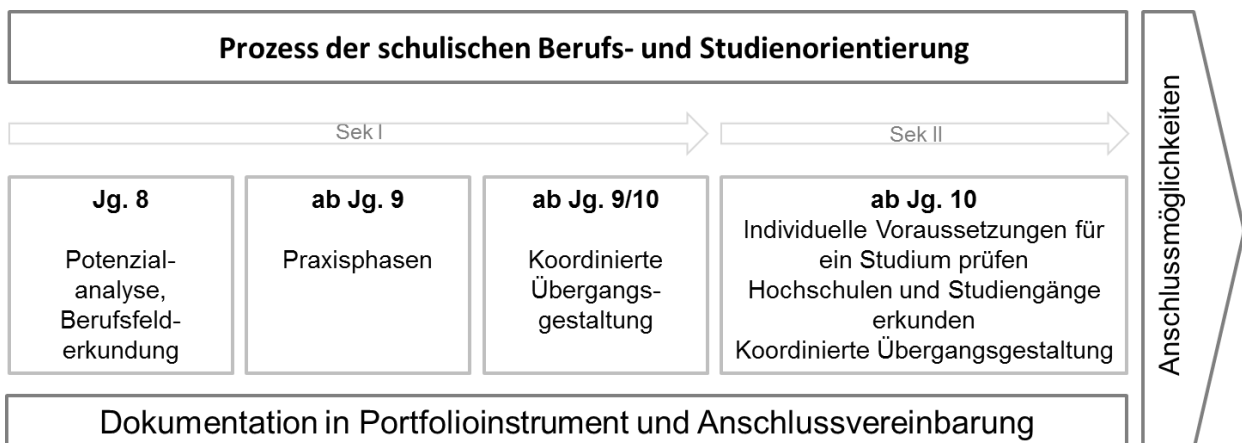 Prozess der schulischen Berufs- und Studienorientierung
Sek I
Sek II
Jg. 8
Potenzial-
analyse,
Berufsfeld-
erkundung
ab Jg. 9
Praxisphasen
ab Jg. 9/10
Koordinierte
Übergangs-
gestaltung
ab Jg. 10
Individuelle Voraussetzungen für
ein Studium prüfen
Hochschulen und Studiengänge
erkunden
Koordinierte Übergangsgestaltung
Dokumentation in Portfolioinstrument und Anschlussvereinbarung
Anschlussmöglichkeiten